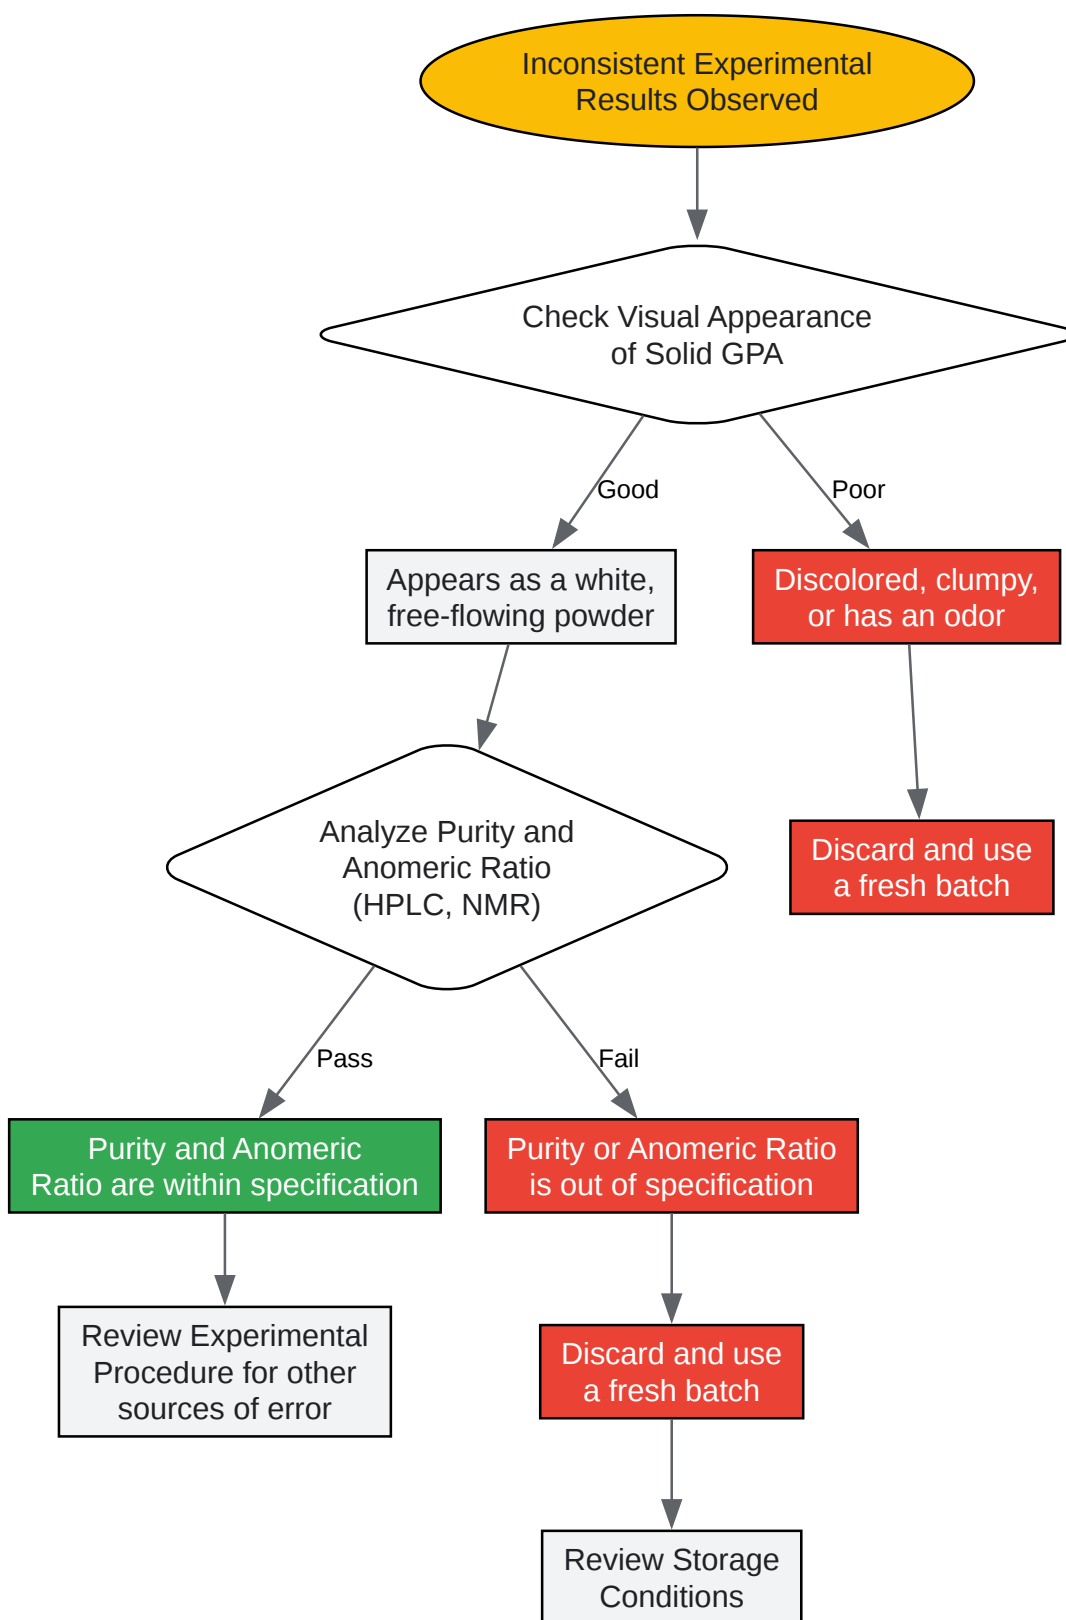 Inconsistent Experimental
Results Observed
Check Visual Appearance
of Solid GPA
Good
Poor
Appears as a white,
free-flowing powder
Discolored, clumpy,
or has an odor
Analyze Purity and
Anomeric Ratio
(HPLC, NMR)
Discard and use
a fresh batch
Pass
Fail
Purity and Anomeric
Ratio are within specification
Purity or Anomeric Ratio
is out of specification
Review Experimental
Procedure for other
sources of error
Discard and use
a fresh batch
Review Storage
Conditions